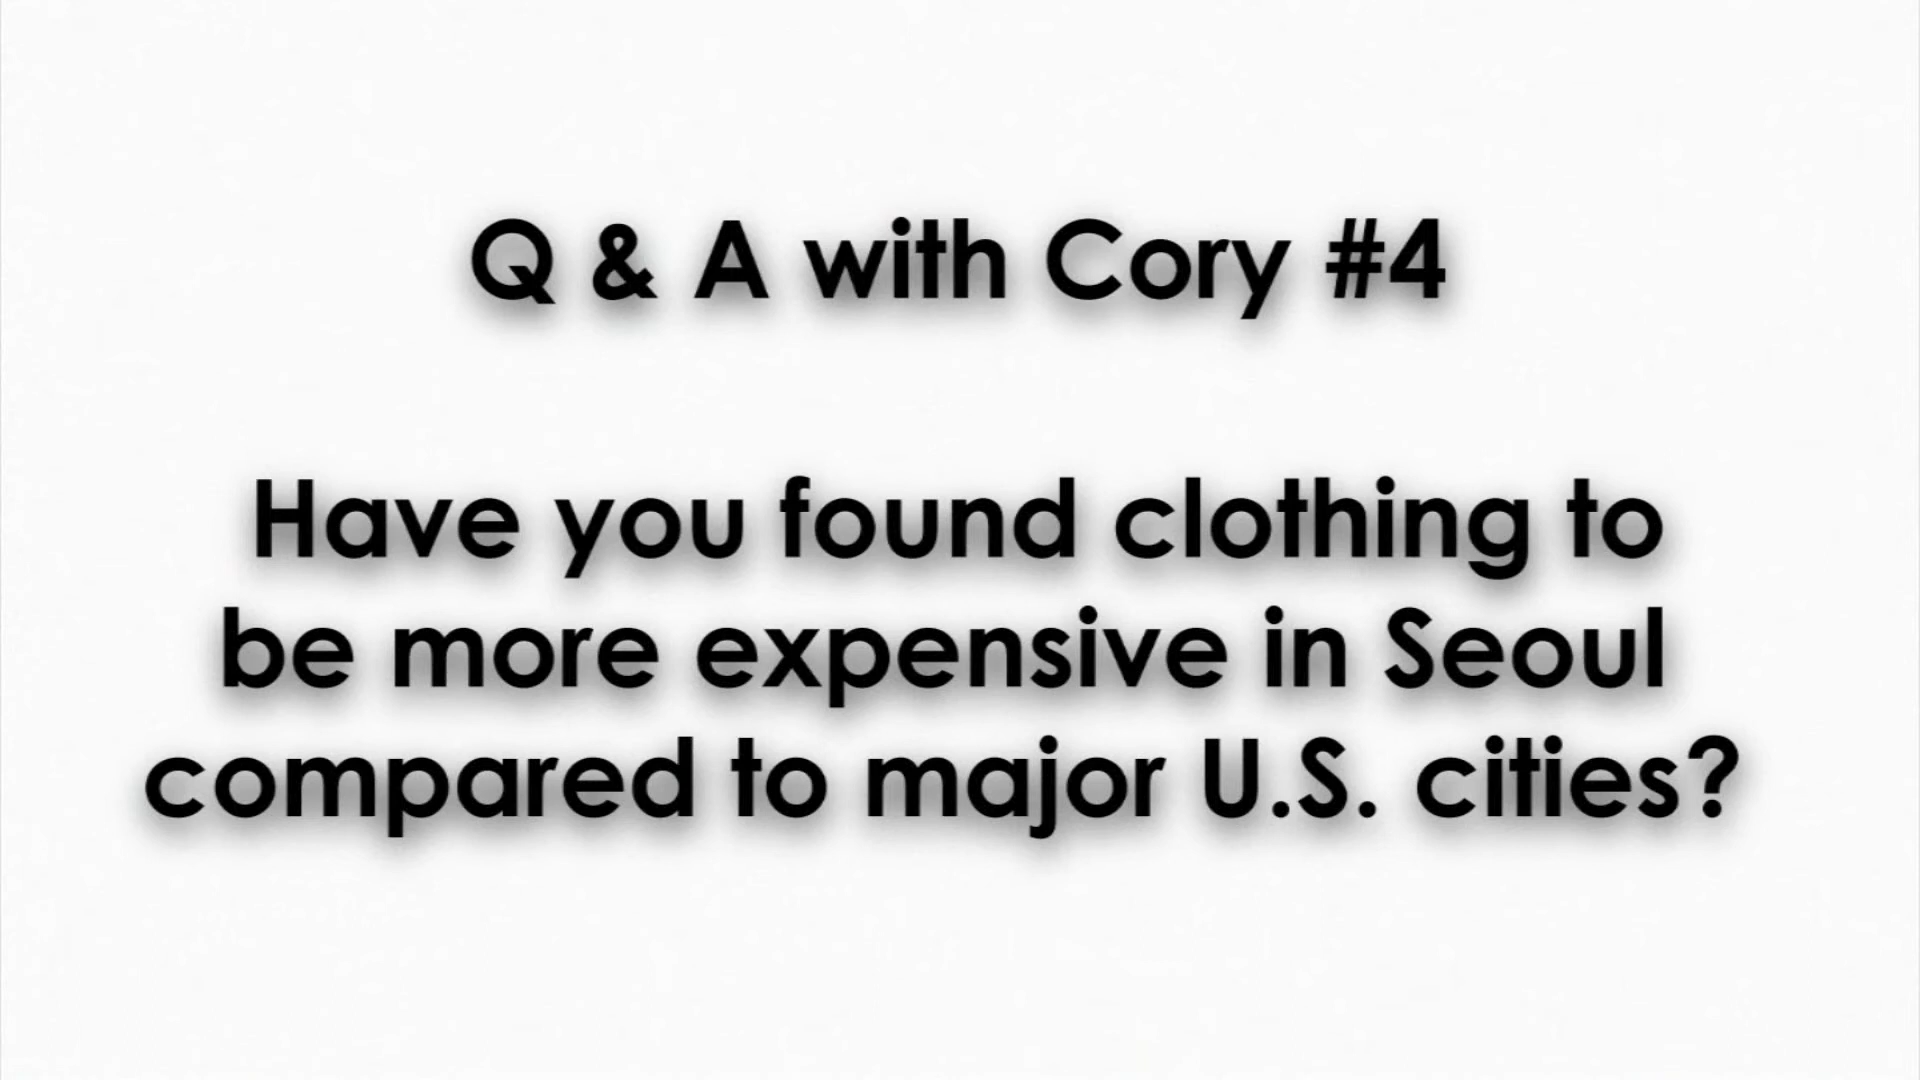 Q & A with Cory #4
Have you found clothing to
be more expensive in Seoul
compared to major U.S. cities?